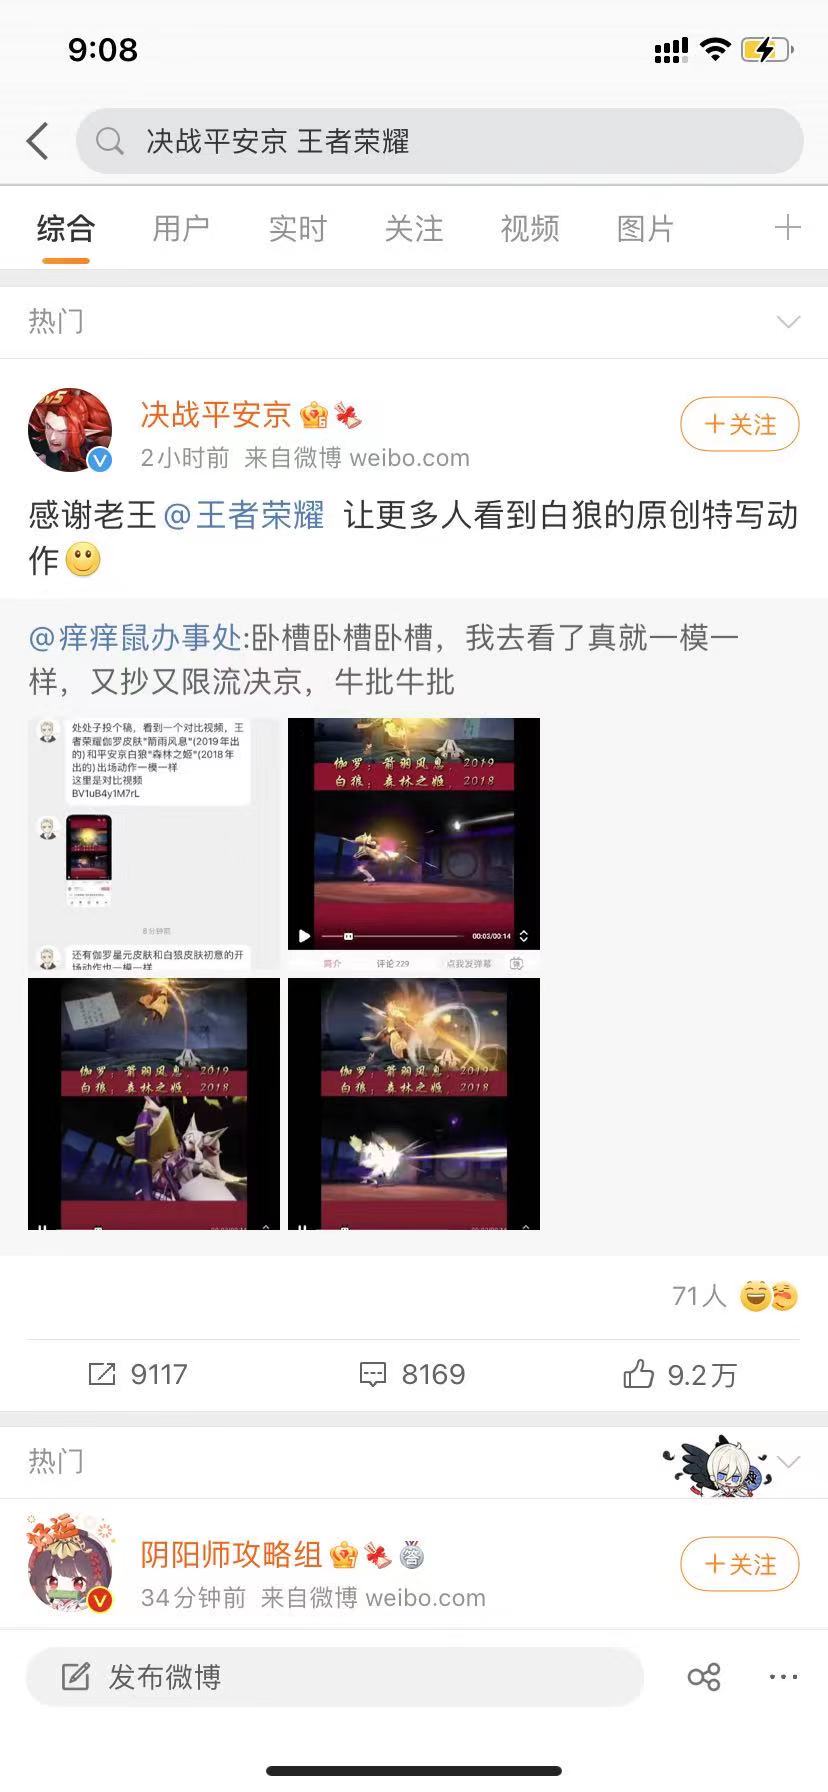 9:08
决战平安京 王者荣耀
综合 用户 实时 关注 视频 图片
热门
决战平安京
+关注
2小时前 来自微博 weibo.com
感谢老王@王者荣耀 让更多人看到白狼的原创特写动
作
@痒痒鼠办事处:卧槽卧槽卧槽，我去看了真就一模一
样，又抄又限流决京，牛批牛批
处处子投个稿，看到一个对比视频，王
者荣耀伽罗皮肤"箭雨风息"(2019年出
的)和平安京白狼"森林之姬"(2018年
出的)出场动作一模一样
这里是对比视频
BV1uB4y1M7rL
8分钟前
还有伽罗星元皮肤和白狼皮肤初意的开
场动作也一模一样
伽罗：箭羽风息，2019
白狼：森林之姬，2018
00:03/00:14
简介 评论 229 点我发弹幕 弹
伽罗：箭羽风息，2019
白狼：森林之姬，2018
伽罗：箭羽风息，2019
白狼：森林之姬，2018
71人
9117 8169 9.2万
热门
好运
阴阳师攻略组
答
+关注
34分钟前 来自微博 weibo.com
发布微博